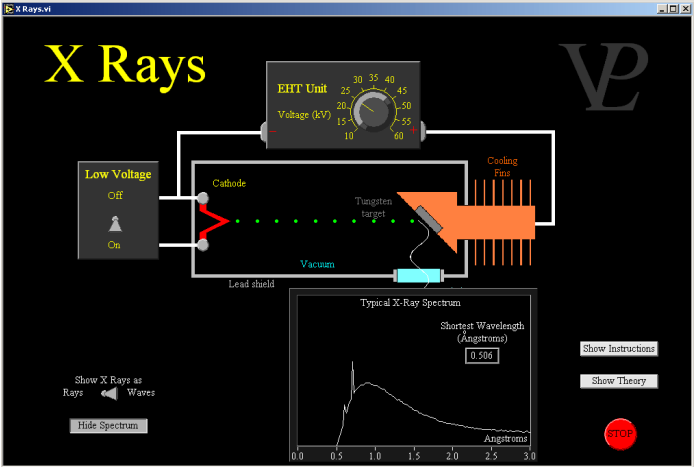 X Rays.vi
X Rays
VPL
EHT Unit
Voltage (kV)
10
15
20
25
30
35
40
45
50
55
60
-
+
Low Voltage
Off
On
Cathode
Tungsten
target
Cooling
Fins
Vacuum
Lead shield
Typical X-Ray Spectrum
Shortest Wavelength
(Angstroms)
0.506
Angstroms
0.0 0.5 1.0 1.5 2.0 2.5 3.0
Show X Rays as
Rays Waves
Hide Spectrum
Show Instructions
Show Theory
STOP